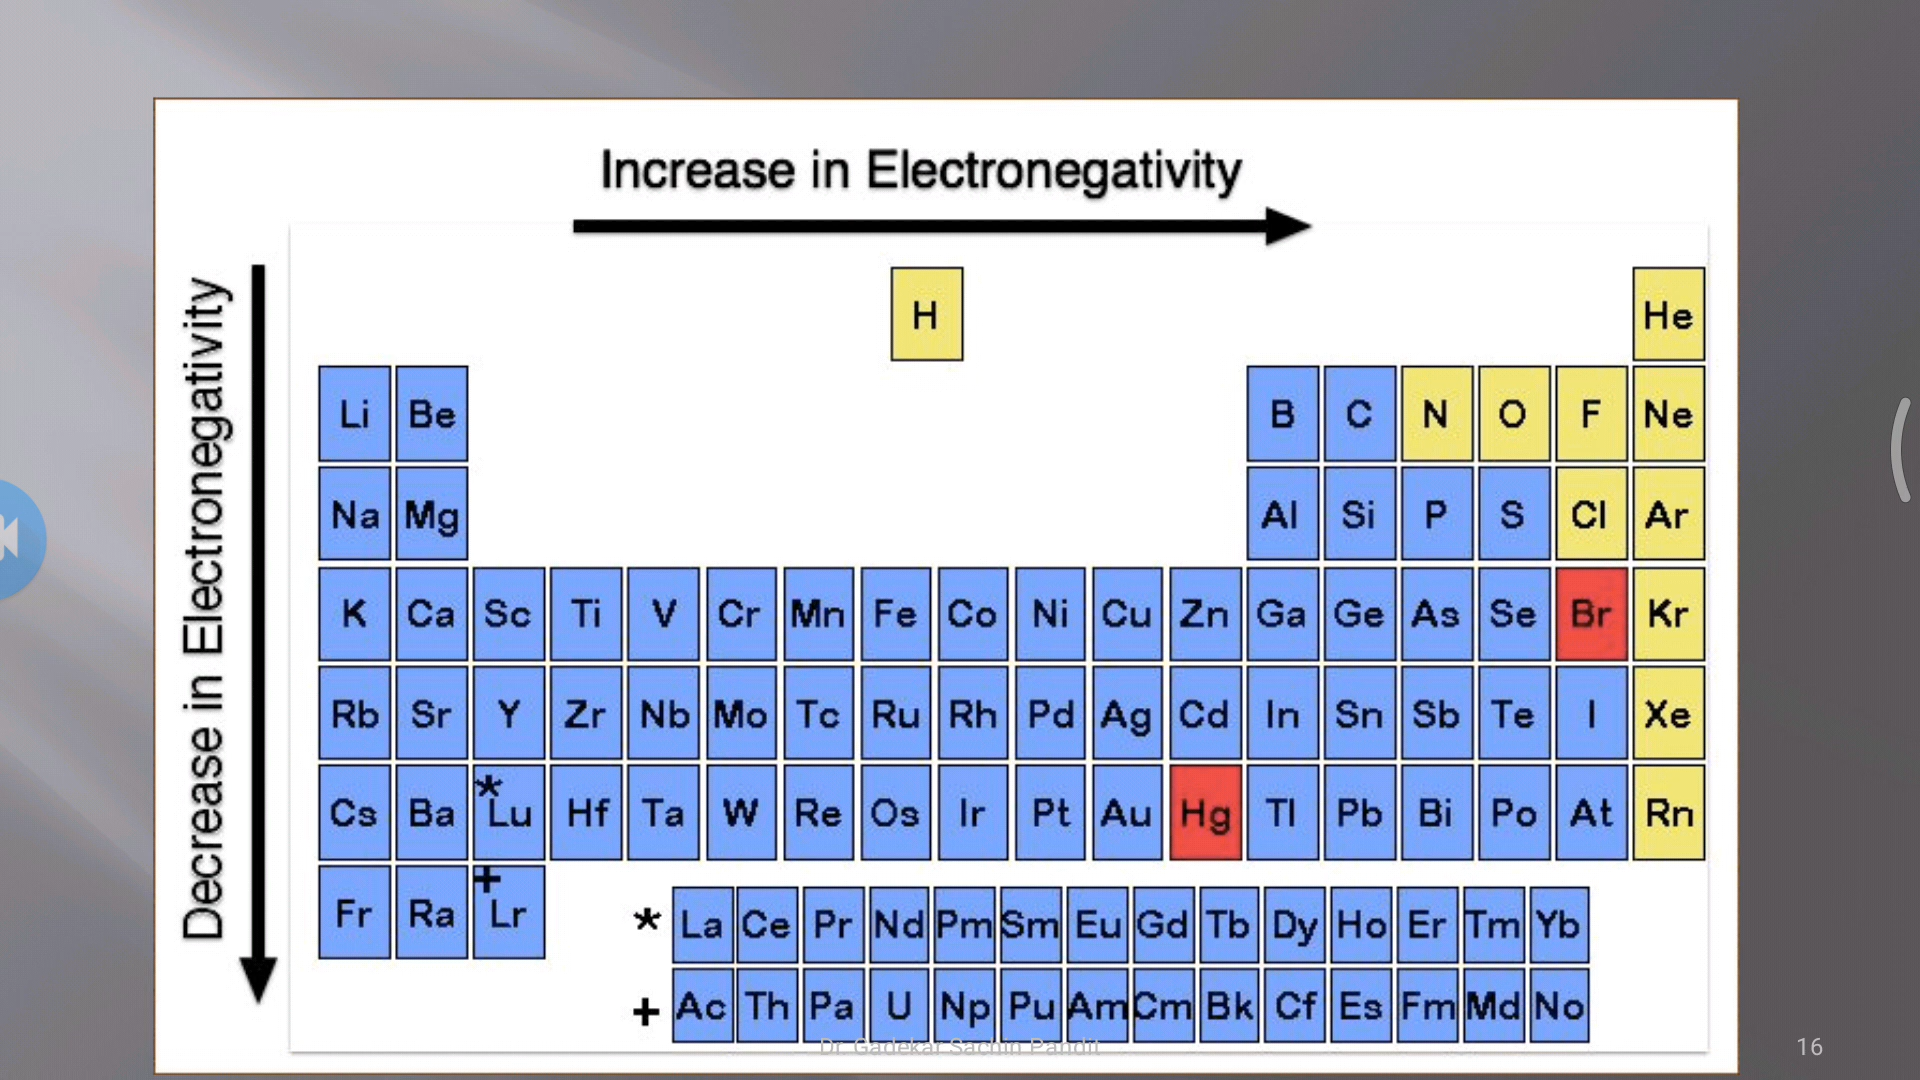 Increase in Electronegativity
Decrease in Electronegativity
H He
Li Be B C N O F Ne
Na Mg Al Si P S Cl Ar
K Ca Sc Ti V Cr Mn Fe Co Ni Cu Zn Ga Ge As Se Br Kr
Rb Sr Y Zr Nb Mo Tc Ru Rh Pd Ag Cd In Sn Sb Te I Xe
Cs Ba *Lu Hf Ta W Re Os Ir Pt Au Hg Tl Pb Bi Po At Rn
Fr Ra +Lr
* La Ce Pr Nd Pm Sm Eu Gd Tb Dy Ho Er Tm Yb
+ Ac Th Pa U Np Pu Am Cm Bk Cf Es Fm Md No
Dr. Gadekar Sachin Pandit
16